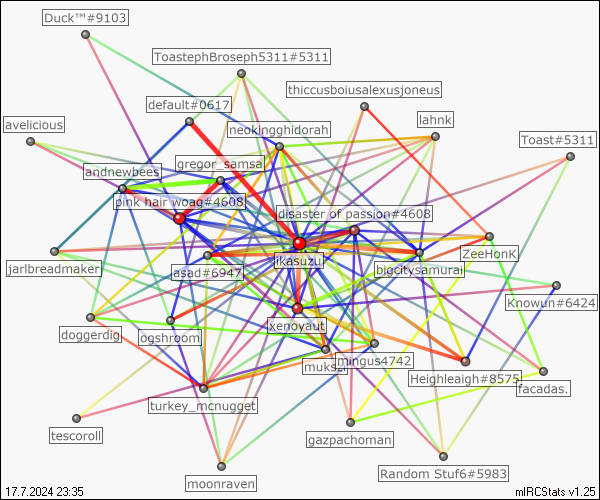 Duck™#9103
ToastephBroseph5311#5311
thiccusboiusalexusjoneus
default#0617
avelicious
neokingghidorah
lahnk
Toast#5311
gregor_samsa
andnewbees
pink hair woag#4608
disaster of passion#4608
ikasuzu
ZeeHonK
jarlbreadmaker
asad#6947
bigcitysamurai
Knowun#6424
xenoyaut
doggerdig
ogshroom
mukszi
mingus4742
Heighleigh#8575
facadas.
turkey_mcnugget
tescoroll
gazpachoman
Random Stuf6#5983
moonraven
17.7.2024 23:35
mIRCStats v1.25